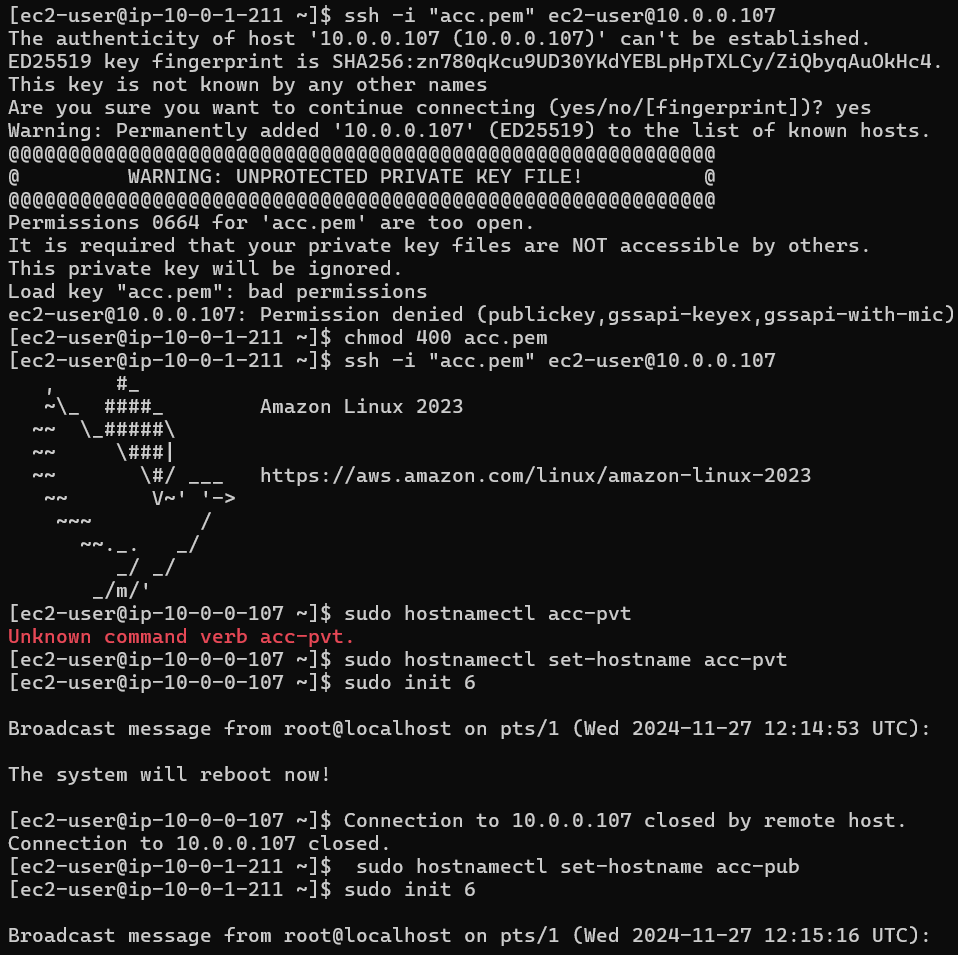 [ec2-user@ip-10-0-1-211 ~]$ ssh -i "acc.pem" ec2-user@10.0.0.107
The authenticity of host '10.0.0.107 (10.0.0.107)' can't be established.
ED25519 key fingerprint is SHA256:zn780qKcu9UD30YKdYEBLpHpTXLCy/ZiQbyqAuOkHc4.
This key is not known by any other names
Are you sure you want to continue connecting (yes/no/[fingerprint])? yes
Warning: Permanently added '10.0.0.107' (ED25519) to the list of known hosts.
@@@@@@@@@@@@@@@@@@@@@@@@@@@@@@@@@@@@@@@@@@@@@@@@@@@@@@@@@@@
@         WARNING: UNPROTECTED PRIVATE KEY FILE!          @
@@@@@@@@@@@@@@@@@@@@@@@@@@@@@@@@@@@@@@@@@@@@@@@@@@@@@@@@@@@
Permissions 0664 for 'acc.pem' are too open.
It is required that your private key files are NOT accessible by others.
This private key will be ignored.
Load key "acc.pem": bad permissions
ec2-user@10.0.0.107: Permission denied (publickey,gssapi-keyex,gssapi-with-mic)
[ec2-user@ip-10-0-1-211 ~]$ chmod 400 acc.pem
[ec2-user@ip-10-0-1-211 ~]$ ssh -i "acc.pem" ec2-user@10.0.0.107
   ,     #_
   ~\_  ####_        Amazon Linux 2023
  ~~  \_#####\
  ~~     \###|
  ~~       \#/ ___   https://aws.amazon.com/linux/amazon-linux-2023
   ~~       V~' '->
    ~~~         /
      ~~._.   _/
         _/ _/
       _/m/'
[ec2-user@ip-10-0-0-107 ~]$ sudo hostnamectl acc-pvt
Unknown command verb acc-pvt.
[ec2-user@ip-10-0-0-107 ~]$ sudo hostnamectl set-hostname acc-pvt
[ec2-user@ip-10-0-0-107 ~]$ sudo init 6

Broadcast message from root@localhost on pts/1 (Wed 2024-11-27 12:14:53 UTC):

The system will reboot now!

[ec2-user@ip-10-0-0-107 ~]$ Connection to 10.0.0.107 closed by remote host.
Connection to 10.0.0.107 closed.
[ec2-user@ip-10-0-1-211 ~]$  sudo hostnamectl set-hostname acc-pub
[ec2-user@ip-10-0-1-211 ~]$ sudo init 6

Broadcast message from root@localhost on pts/1 (Wed 2024-11-27 12:15:16 UTC):